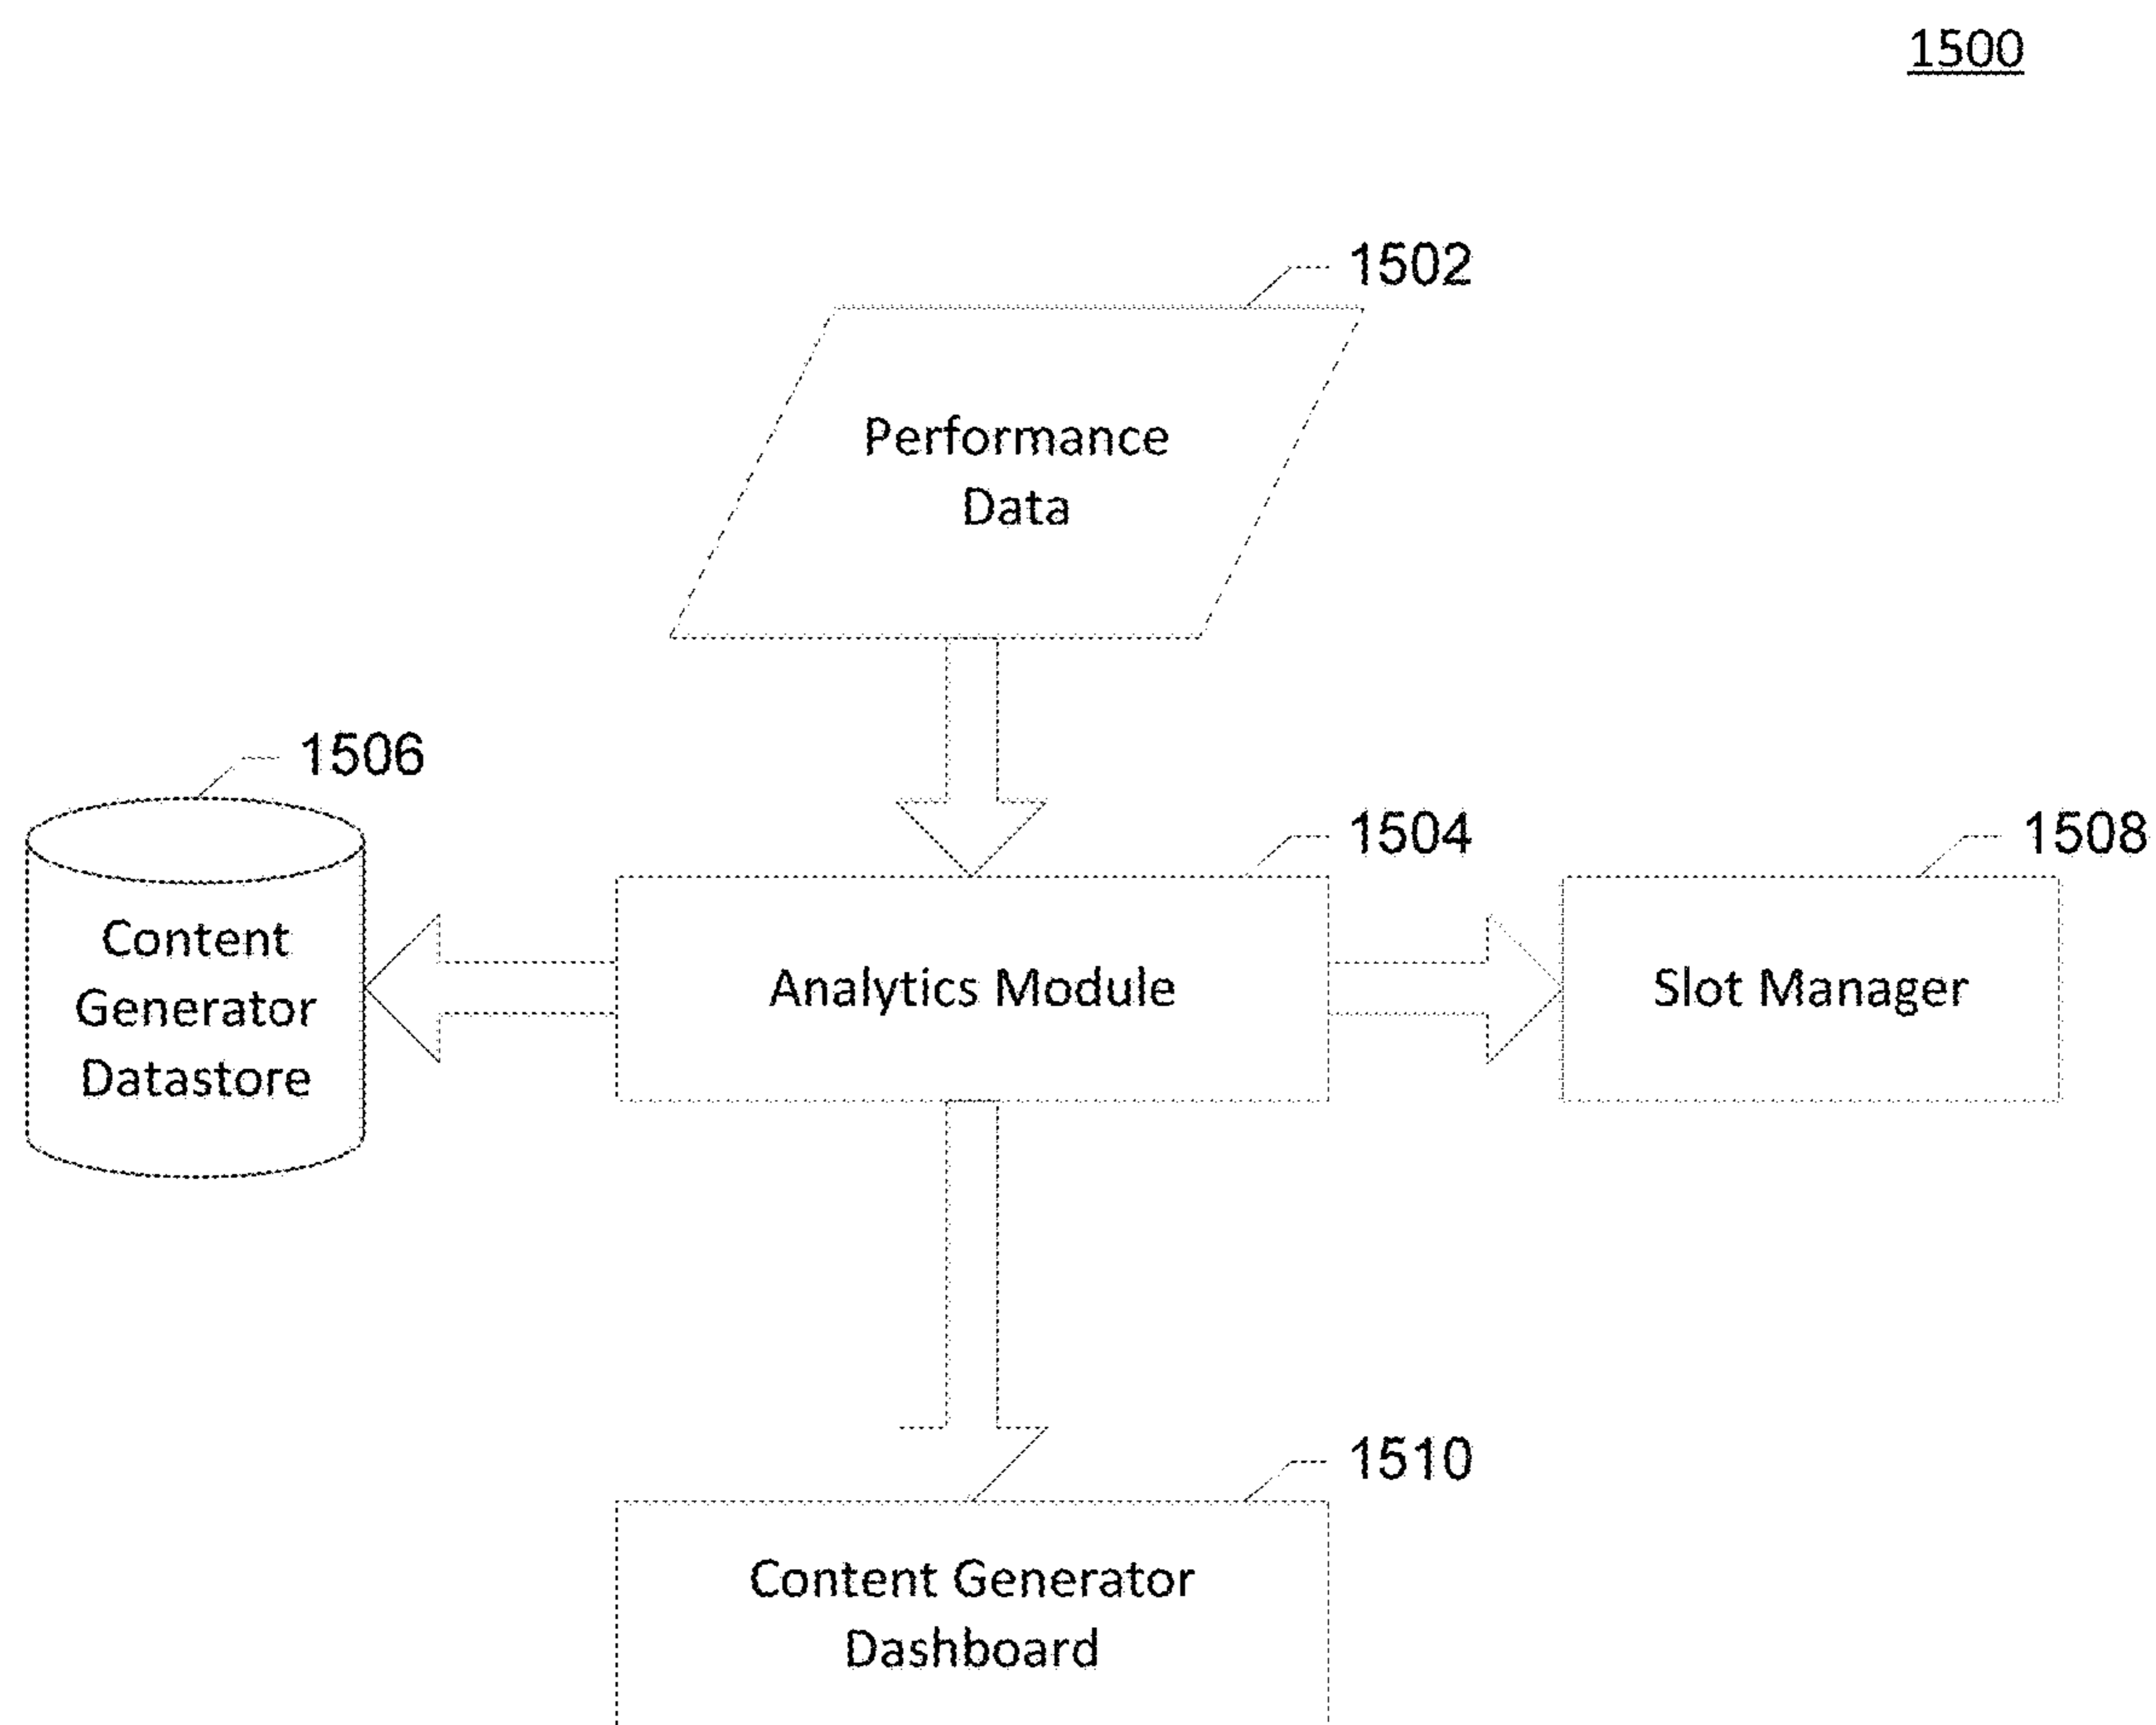 1500
1502
Performance
Data
1506
1504
1508
Content
Generator
Datastore
Analytics Module
Slot Manager
1510
Content Generator
Dashboard